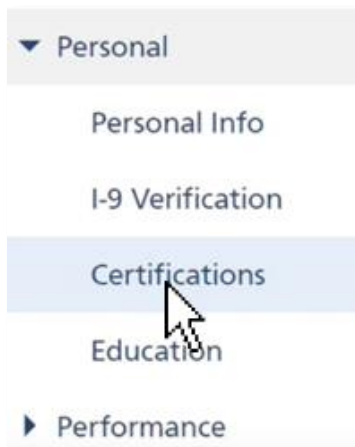 Personal
Personal Info
I-9 Verification
Certifications
Education
Performance